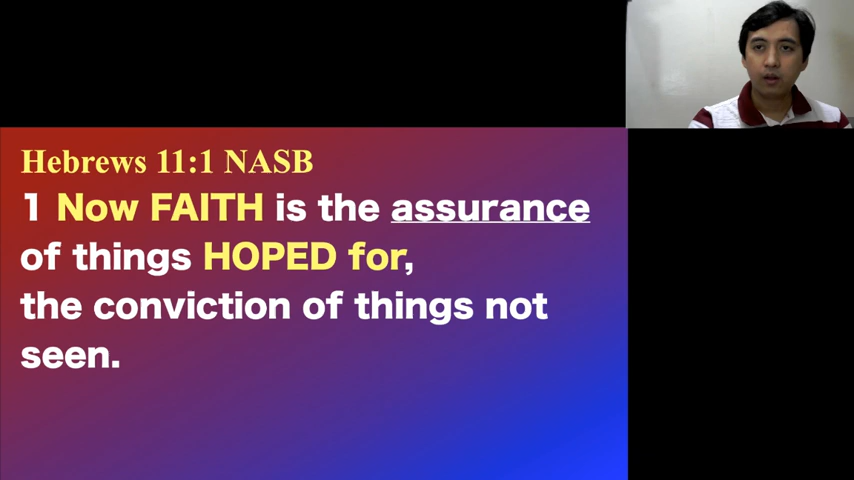 Hebrews 11:1 NASB
1 Now FAITH is the assurance
of things HOPED for,
the conviction of things not
seen.